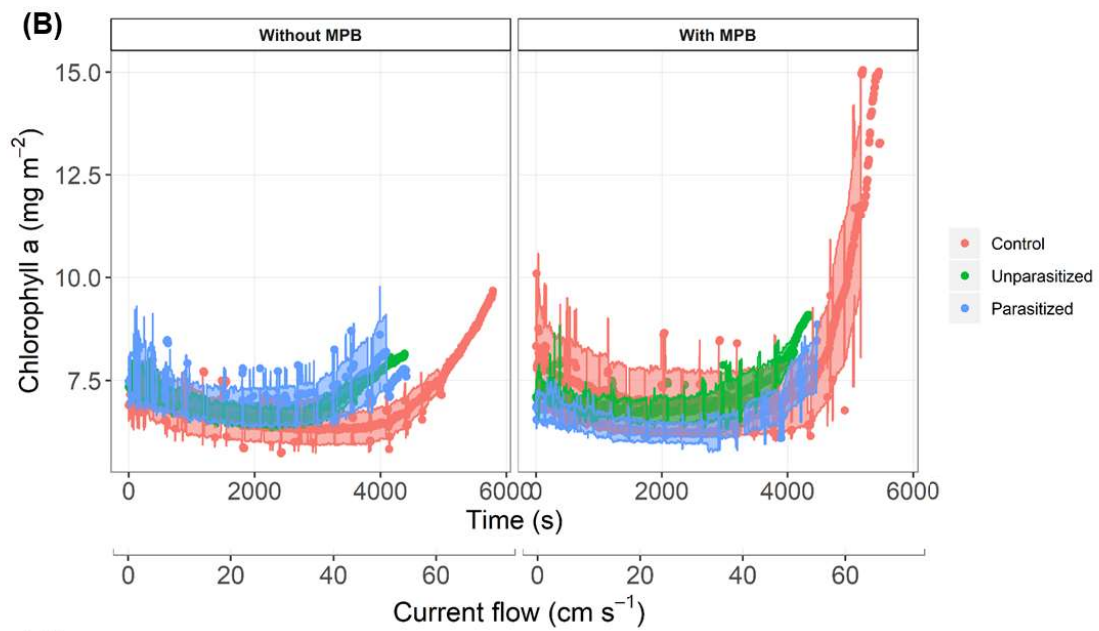 (B)
Without MPB
With MPB
Chlorophyll a (mg m⁻²)
15.0
12.5
10.0
7.5
0 2000 4000 6000
0 2000 4000 6000
Time (s)
0 20 40 60
0 20 40 60
Current flow (cm s⁻¹)
Control
Unparasitized
Parasitized